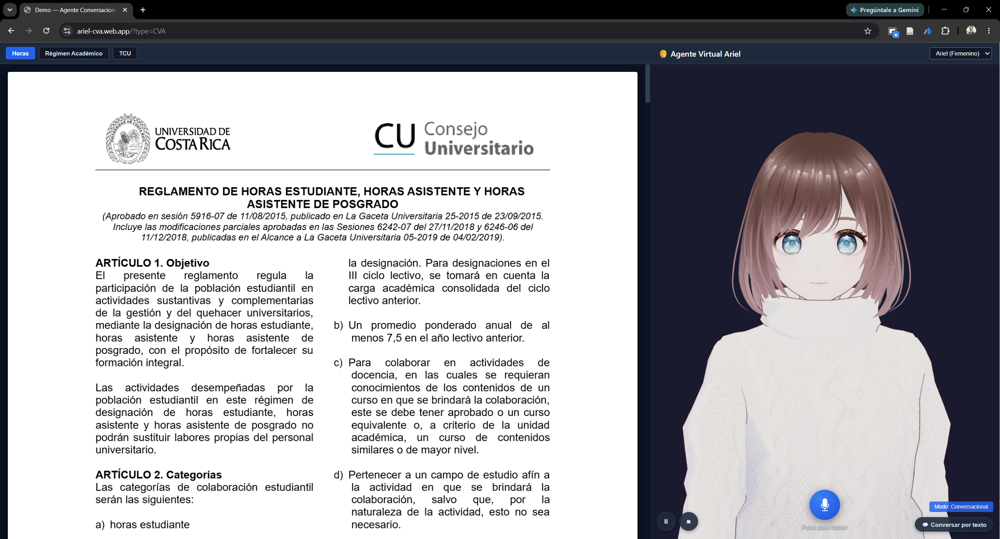 Demo — Agente Conversaciona
Pregúntale a Gemini
ariel-cva.web.app/?type=CVA
Horas
Régimen Académico
TCU
Agente Virtual Ariel
Ariel (Femenino)
UNIVERSIDAD DE COSTA RICA
LUCEM ASPICIO
UNIVERSIDAD DE
COSTA RICA
CU
Consejo
Universitario
REGLAMENTO DE HORAS ESTUDIANTE, HORAS ASISTENTE Y HORAS
ASISTENTE DE POSGRADO
(Aprobado en sesión 5916-07 de 11/08/2015, publicado en La Gaceta Universitaria 25-2015 de 23/09/2015.
Incluye las modificaciones parciales aprobadas en las Sesiones 6242-07 del 27/11/2018 y 6246-06 del
11/12/2018, publicadas en el Alcance a La Gaceta Universitaria 05-2019 de 04/02/2019).
ARTÍCULO 1. Objetivo
El presente reglamento regula la
participación de la población estudiantil en
actividades sustantivas y complementarias
de la gestión y del quehacer universitarios,
mediante la designación de horas estudiante,
horas asistente y horas asistente de
posgrado, con el propósito de fortalecer su
formación integral.
Las actividades desempeñadas por la
población estudiantil en este régimen de
designación de horas estudiante, horas
asistente y horas asistente de posgrado no
podrán sustituir labores propias del personal
universitario.
ARTÍCULO 2. Categorías
Las categorías de colaboración estudiantil
serán las siguientes:
a) horas estudiante
la designación. Para designaciones en el
III ciclo lectivo, se tomará en cuenta la
carga académica consolidada del ciclo
lectivo anterior.
b) Un promedio ponderado anual de al
menos 7,5 en el año lectivo anterior.
c) Para colaborar en actividades de
docencia, en las cuales se requieran
conocimientos de los contenidos de un
curso en que se brindará la colaboración,
este se debe tener aprobado o un curso
equivalente o, a criterio de la unidad
académica, un curso de contenidos
similares o de mayor nivel.
d) Pertenecer a un campo de estudio afín a
la actividad en que se brindará la
colaboración, salvo que, por la
naturaleza de la actividad, esto no sea
necesario.
Modo: Conversacional
Pulsa para hablar
Conversar por texto